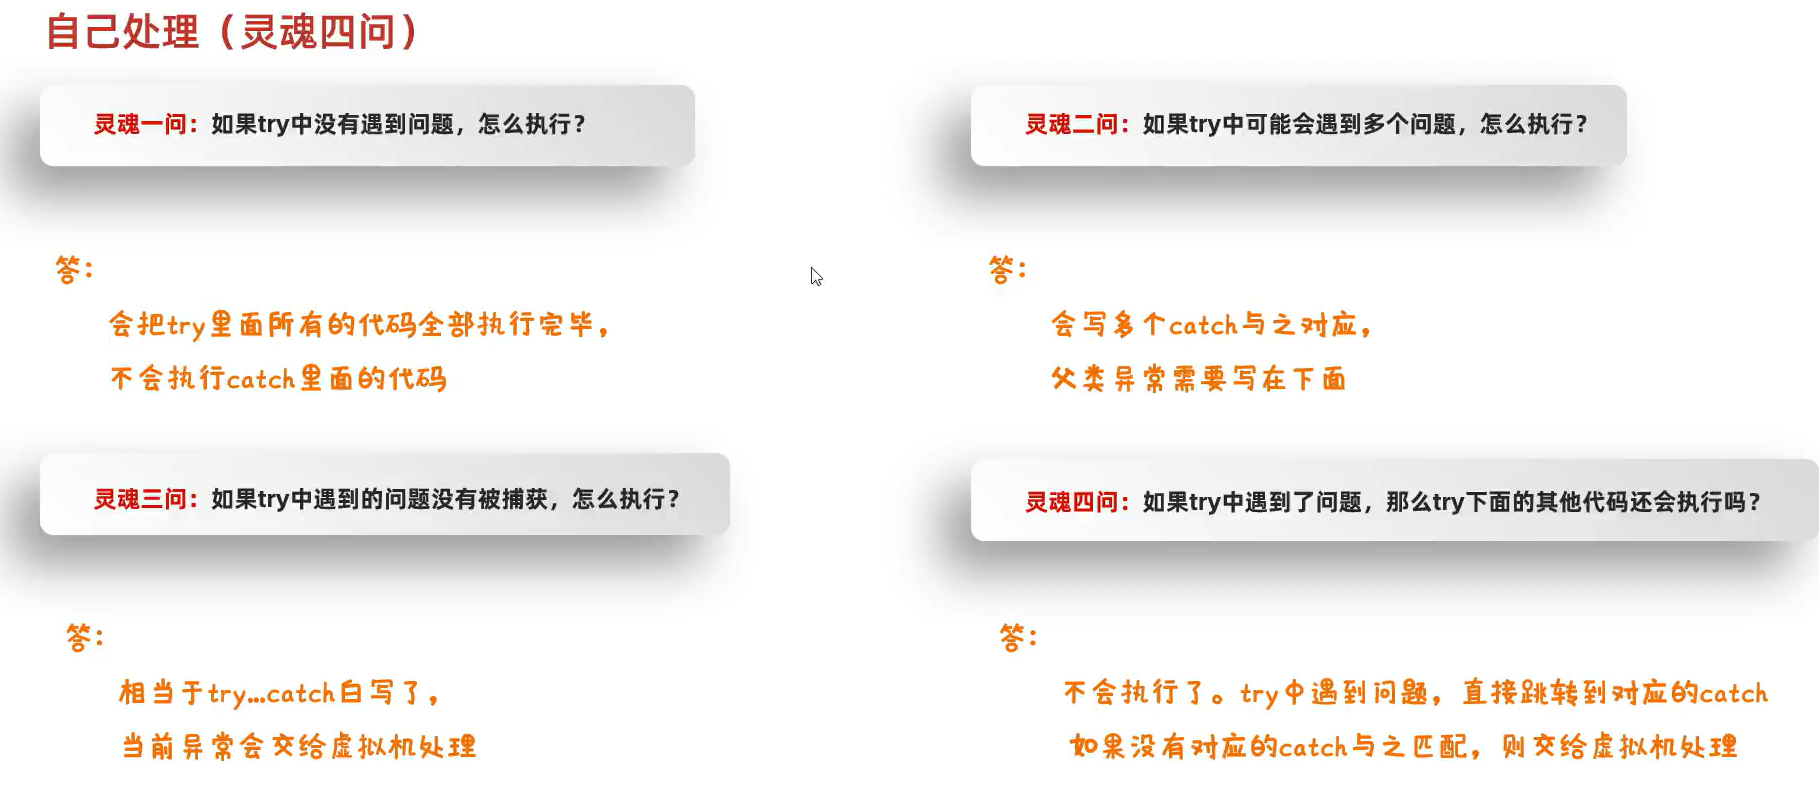 自己处理（灵魂四问）
灵魂一问：如果try中没有遇到问题，怎么执行？
答：
会把try里面所有的代码全部执行完毕，
不会执行catch里面的代码
灵魂二问：如果try中可能会遇到多个问题，怎么执行？
答：
会写多个catch与之对应，
父类异常需要写在下面
灵魂三问：如果try中遇到的问题没有被捕获，怎么执行？
答：
相当于try...catch白写了，
当前异常会交给虚拟机处理
灵魂四问：如果try中遇到了问题，那么try下面的其他代码还会执行吗？
答：
不会执行了。try中遇到问题，直接跳转到对应的catch
如果没有对应的catch与之匹配，则交给虚拟机处理